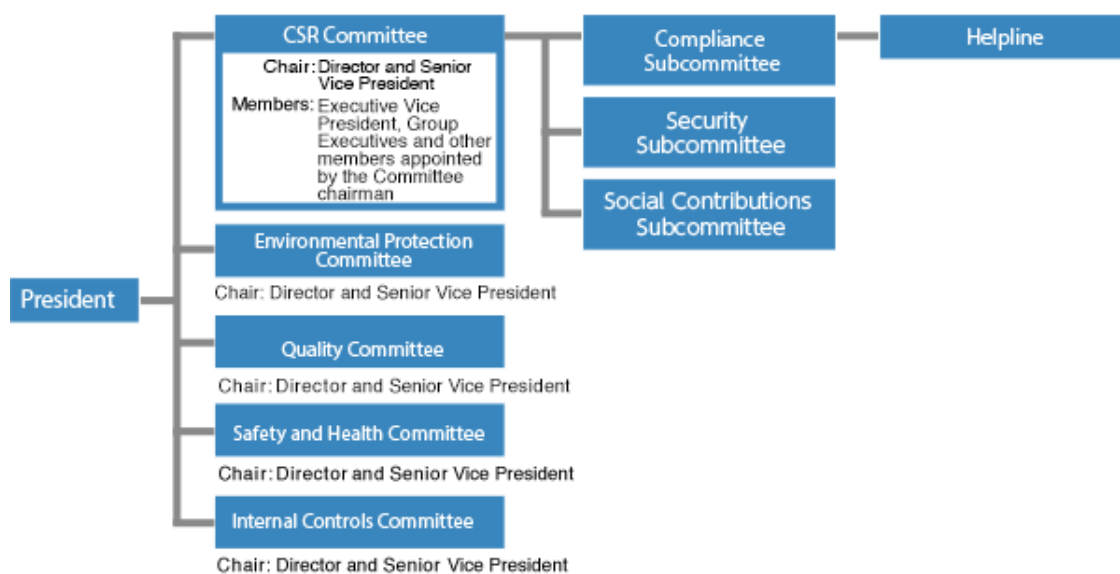 CSR Committee
Chair: Director and Senior
Vice President
Members: Executive Vice
President, Group
Executives and other
members appointed
by the Committee
chairman
Compliance
Subcommittee
Helpline
Security
Subcommittee
Social Contributions
Subcommittee
Environmental Protection
Committee
Chair: Director and Senior Vice President
President
Quality Committee
Chair: Director and Senior Vice President
Safety and Health Committee
Chair: Director and Senior Vice President
Internal Controls Committee
Chair: Director and Senior Vice President